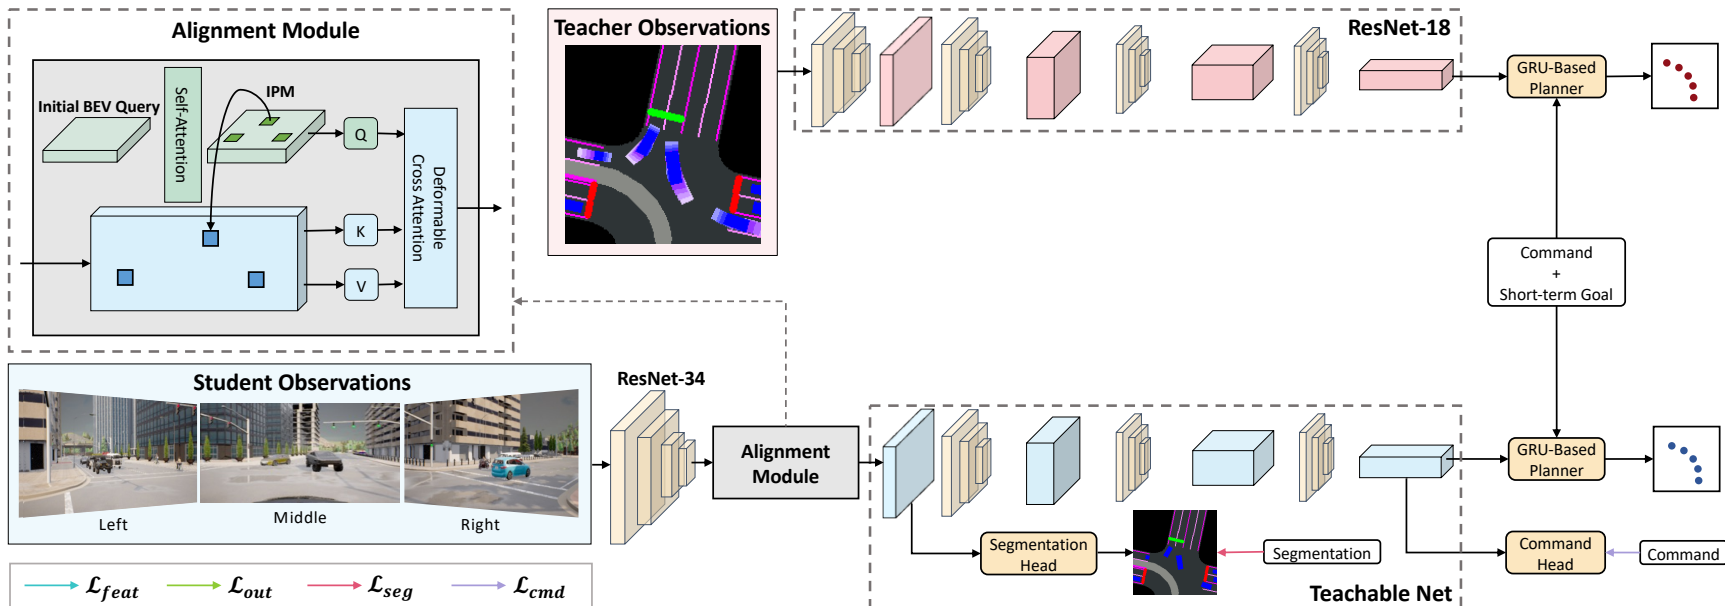 Alignment Module
Initial BEV Query
Self-Attention
IPM
Q
K
V
Deformable
Cross Attention
Teacher Observations
ResNet-18
GRU-Based
Planner
Command
+
Short-term Goal
Student Observations
Left
Middle
Right
ResNet-34
Alignment
Module
GRU-Based
Planner
Segmentation
Head
Segmentation
Command
Head
Command
Teachable Net
ℒfeat
ℒout
ℒseg
ℒcmd